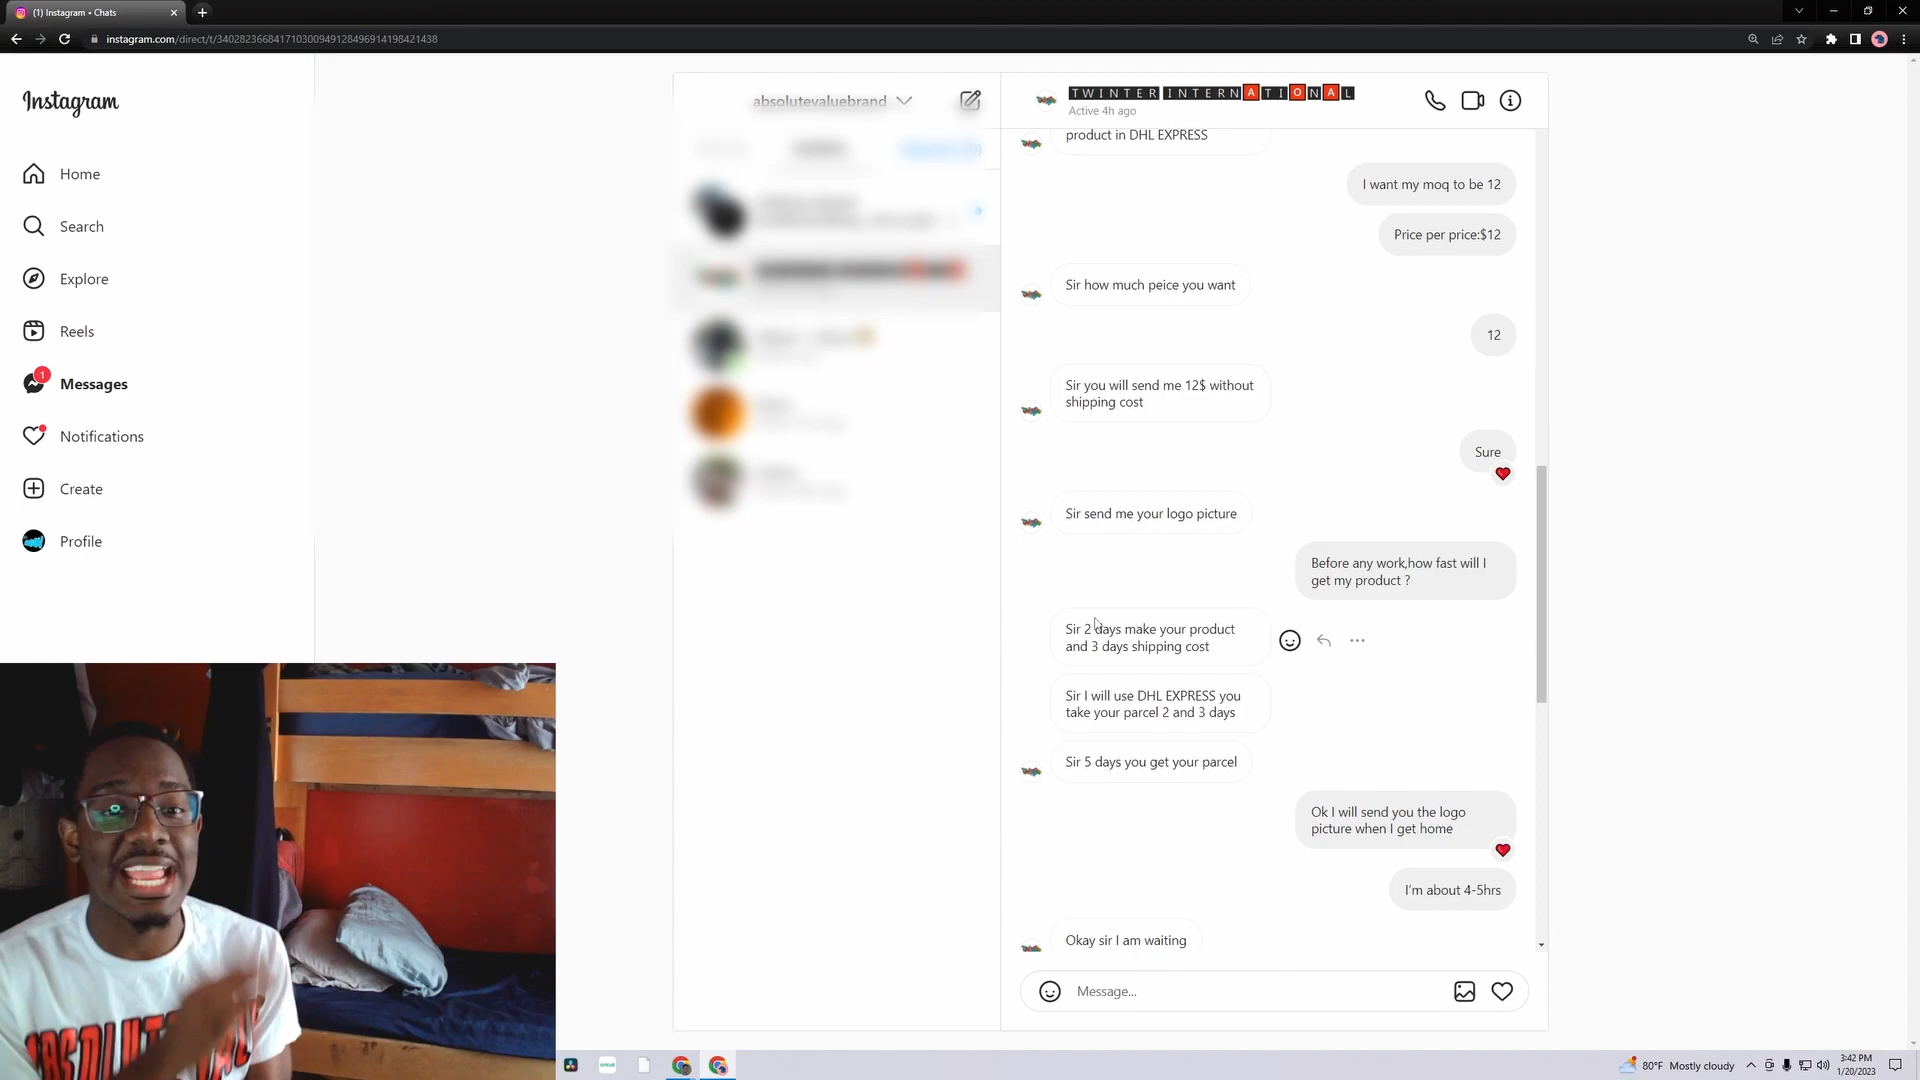 (1) Instagram • Chats
instagram.com/direct/t/340282366841710300949128496914198421438
Instagram
Home
Search
Explore
Reels
1
Messages
Notifications
Create
Profile
absolutevaluebrand
TWINTER INTERNATIONAL
Active 4h ago
product in DHL EXPRESS
I want my moq to be 12
Price per price:$12
Sir how much peice you want
12
Sir you will send me 12$ without
shipping cost
Sure
Sir send me your logo picture
Before any work,how fast will I
get my product ?
Sir 2 days make your product
and 3 days shipping cost
Sir I will use DHL EXPRESS you
take your parcel 2 and 3 days
Sir 5 days you get your parcel
Ok I will send you the logo
picture when I get home
I'm about 4-5hrs
Okay sir I am waiting
Message...
cricut
80°F Mostly cloudy
3:42 PM
1/20/2023